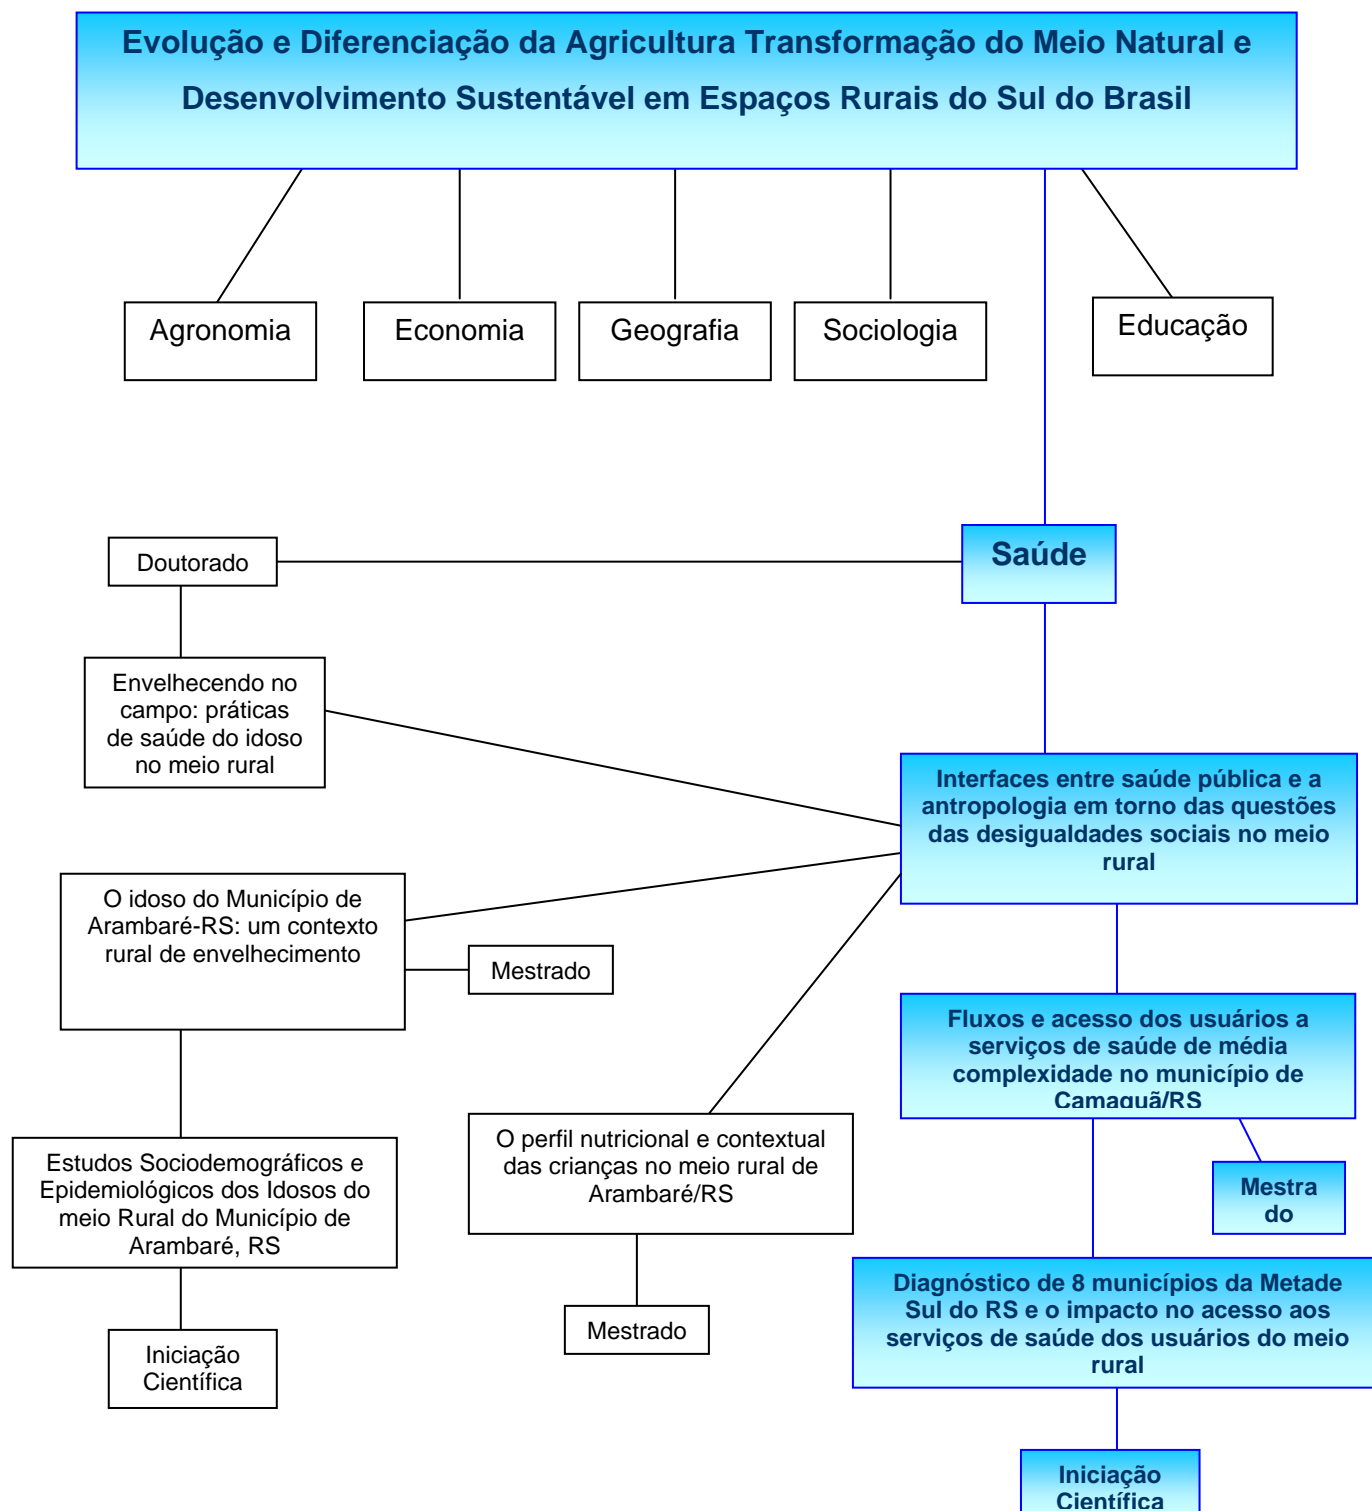 Evolução e Diferenciação da Agricultura Transformação do Meio Natural e
Desenvolvimento Sustentável em Espaços Rurais do Sul do Brasil
Agronomia
Economia
Geografia
Sociologia
Educação
Saúde
Doutorado
Envelhecendo no
campo: práticas
de saúde do idoso
no meio rural
Interfaces entre saúde pública e a
antropologia em torno das questões
das desigualdades sociais no meio
rural
O idoso do Município de
Arambaré-RS: um contexto
rural de envelhecimento
Mestrado
Fluxos e acesso dos usuários a
serviços de saúde de média
complexidade no município de
Camaquã/RS
Mestra
do
Estudos Sociodemográficos e
Epidemiológicos dos Idosos do
meio Rural do Município de
Arambaré, RS
O perfil nutricional e contextual
das crianças no meio rural de
Arambaré/RS
Mestrado
Diagnóstico de 8 municípios da Metade
Sul do RS e o impacto no acesso aos
serviços de saúde dos usuários do meio
rural
Iniciação
Científica
Iniciação
Científica